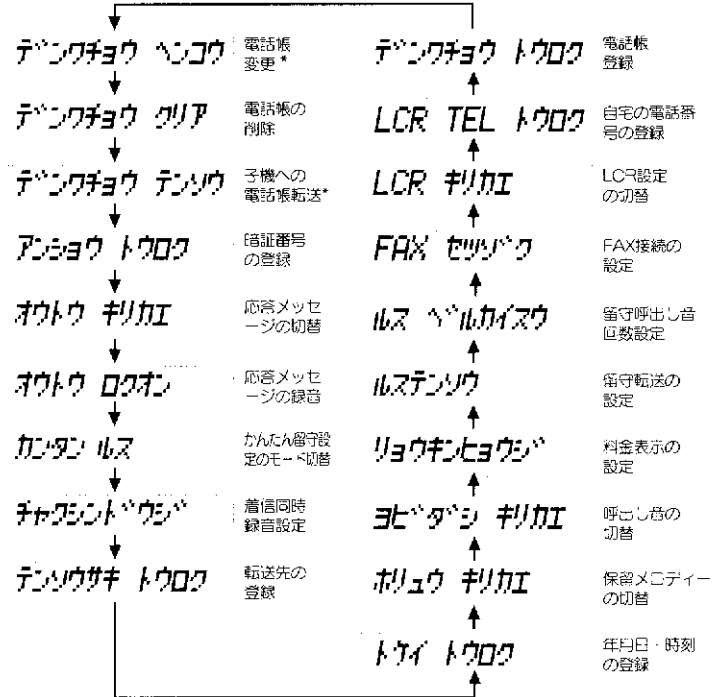 デンワチョウ ヘンコウ
電話帳
変更*
デンワチョウ クリア
電話帳の
削除
デンワチョウ テンソウ
子機への
電話帳転送*
アンショウ トウロク
暗証番号
の登録
オウトウ キリカエ
応答メッセ
ージの切替
オウトウ ロクオン
応答メッセ
ージの録音
カンタン ルス
かんたん留守設
定のモード切替
チャクシンドウジ
着信同時
録音設定
テンソウサキ トウロク
転送先の
登録
デンワチョウ トウロク
電話帳
登録
LCR TEL トウロク
自宅の電話番
号の登録
LCR キリカエ
LCR設定
の切替
FAX セツゾク
FAX接続の
設定
ルス ベルカイスウ
留守呼出し音
回数設定
ルステンソウ
留守転送の
設定
リョウキンヒョウジ
料金表示の
設定
ヨビダシ キリカエ
呼出し音の
切替
ホリュウ キリカエ
保留メロディー
の切替
トケイ トウロク
年月日・時刻
の登録